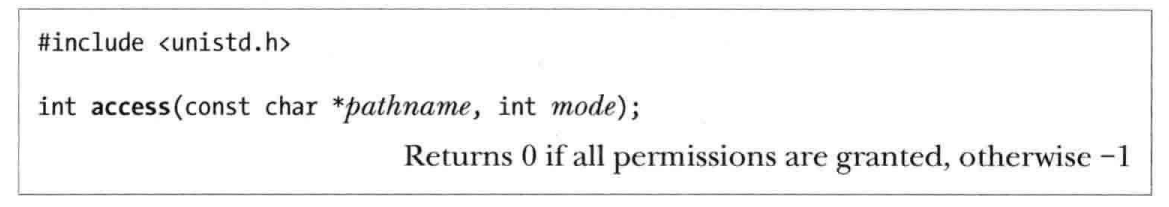 #include <unistd.h>
int access(const char *pathname, int mode);
Returns 0 if all permissions are granted, otherwise −1